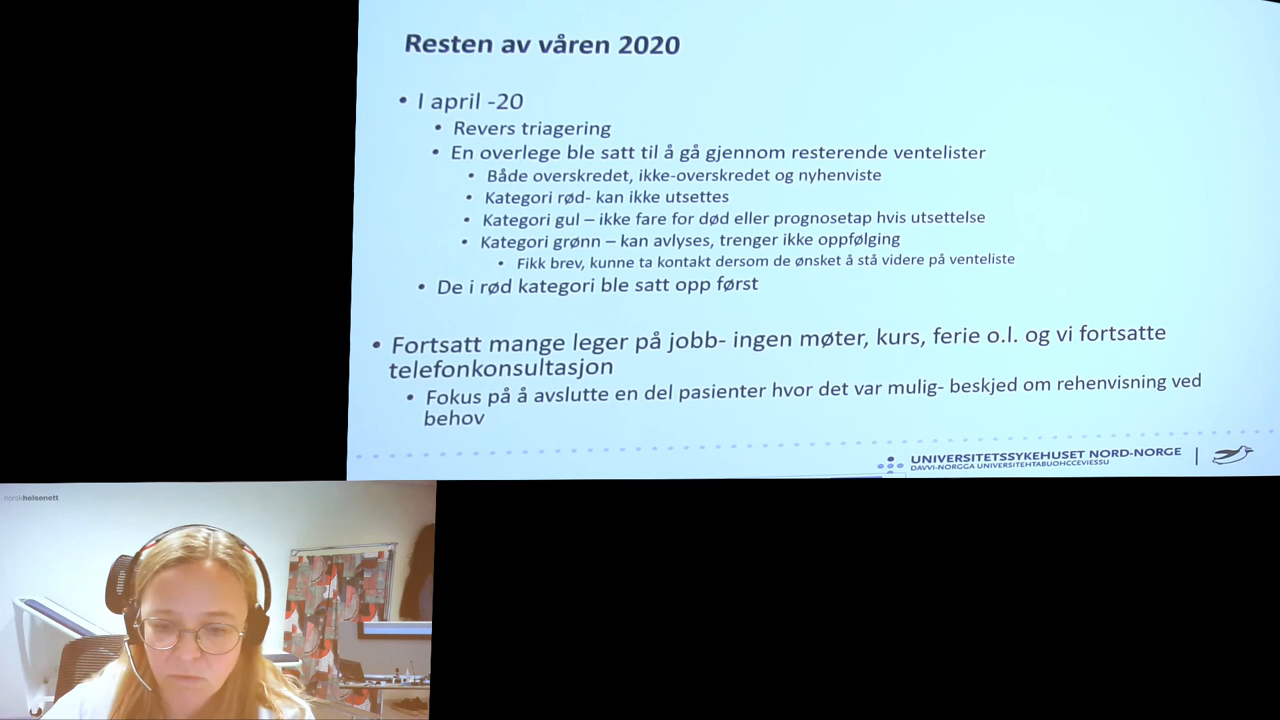 Resten av våren 2020
• I april -20
• Revers triagering
• En overlege ble satt til å gå gjennom resterende ventelister
• Både overskredet, ikke-overskredet og nyhenviste
• Kategori rød- kan ikke utsettes
• Kategori gul – ikke fare for død eller prognosetap hvis utsettelse
• Kategori grønn – kan avlyses, trenger ikke oppfølging
• Fikk brev, kunne ta kontakt dersom de ønsket å stå videre på venteliste
• De i rød kategori ble satt opp først
• Fortsatt mange leger på jobb- ingen møter, kurs, ferie o.l. og vi fortsatte
telefonkonsultasjon
• Fokus på å avslutte en del pasienter hvor det var mulig- beskjed om rehenvisning ved
behov
UNIVERSITETSSYKEHUSET NORD-NORGE
DAVVI-NORGGA UNIVERSITEHTABUOHCCEVIESSU
norskhelsenett